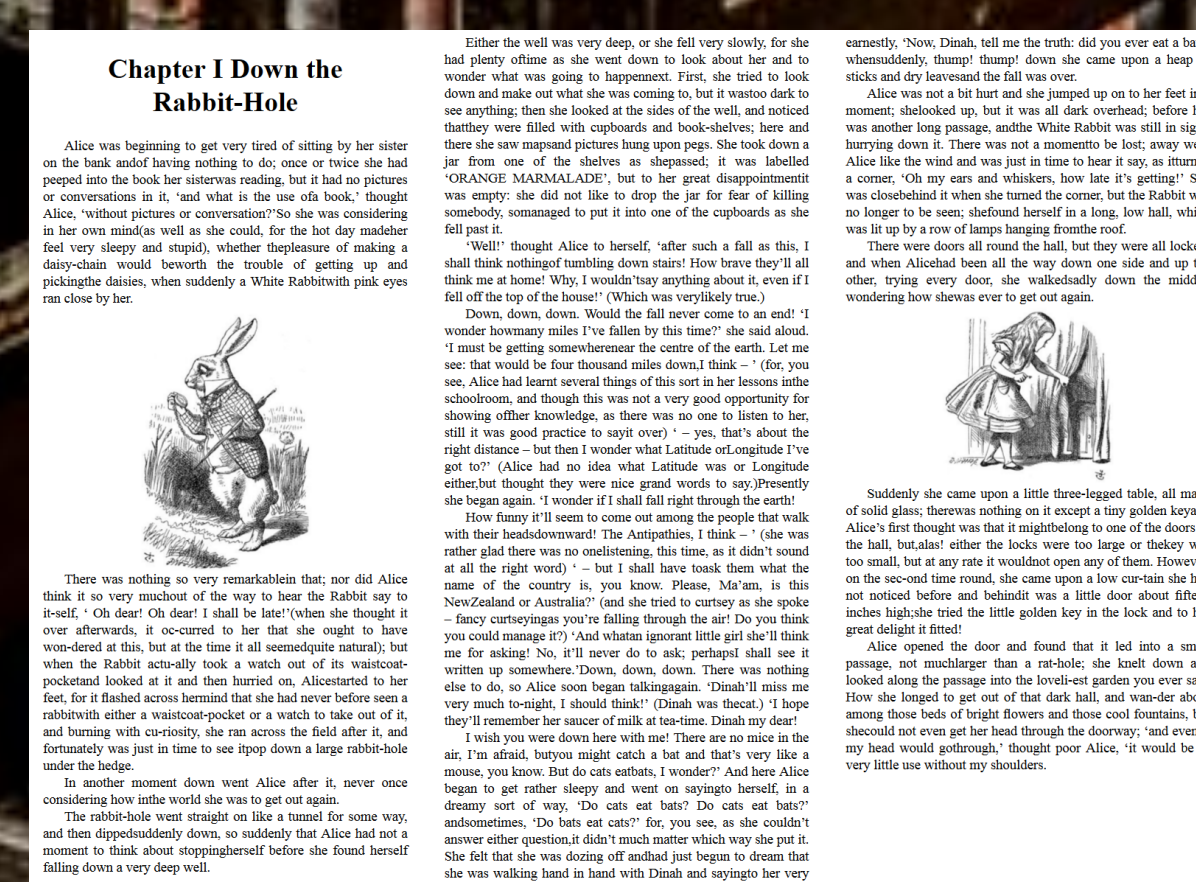 Chapter I Down the
Rabbit-Hole
Alice was beginning to get very tired of sitting by her sister
on the bank andof having nothing to do; once or twice she had
peeped into the book her sisterwas reading, but it had no pictures
or conversations in it, ‘and what is the use ofa book,’ thought
Alice, ‘without pictures or conversation?’So she was considering
in her own mind(as well as she could, for the hot day madeher
feel very sleepy and stupid), whether thepleasure of making a
daisy-chain would beworth the trouble of getting up and
pickingthe daisies, when suddenly a White Rabbitwith pink eyes
ran close by her.
There was nothing so very remarkablein that; nor did Alice
think it so very muchout of the way to hear the Rabbit say to
it-self, ‘ Oh dear! Oh dear! I shall be late!’(when she thought it
over afterwards, it oc-curred to her that she ought to have
won-dered at this, but at the time it all seemedquite natural); but
when the Rabbit actu-ally took a watch out of its waistcoat-
pocketand looked at it and then hurried on, Alicestarted to her
feet, for it flashed across hermind that she had never before seen a
rabbitwith either a waistcoat-pocket or a watch to take out of it,
and burning with cu-riosity, she ran across the field after it, and
fortunately was just in time to see itpop down a large rabbit-hole
under the hedge.
In another moment down went Alice after it, never once
considering how inthe world she was to get out again.
The rabbit-hole went straight on like a tunnel for some way,
and then dippedsuddenly down, so suddenly that Alice had not a
moment to think about stoppingherself before she found herself
falling down a very deep well.
Either the well was very deep, or she fell very slowly, for she
had plenty oftime as she went down to look about her and to
wonder what was going to happennext. First, she tried to look
down and make out what she was coming to, but it wastoo dark to
see anything; then she looked at the sides of the well, and noticed
thatthey were filled with cupboards and book-shelves; here and
there she saw mapsand pictures hung upon pegs. She took down a
jar from one of the shelves as shepassed; it was labelled
‘ORANGE MARMALADE’, but to her great disappointmentit
was empty: she did not like to drop the jar for fear of killing
somebody, somanaged to put it into one of the cupboards as she
fell past it.
‘Well!’ thought Alice to herself, ‘after such a fall as this, I
shall think nothingof tumbling down stairs! How brave they’ll all
think me at home! Why, I wouldn’tsay anything about it, even if I
fell off the top of the house!’ (Which was verylikely true.)
Down, down, down. Would the fall never come to an end! ‘I
wonder howmany miles I’ve fallen by this time?’ she said aloud.
‘I must be getting somewherenear the centre of the earth. Let me
see: that would be four thousand miles down,I think – ’ (for, you
see, Alice had learnt several things of this sort in her lessons inthe
schoolroom, and though this was not a very good opportunity for
showing offher knowledge, as there was no one to listen to her,
still it was good practice to sayit over) ‘ – yes, that’s about the
right distance – but then I wonder what Latitude orLongitude I’ve
got to?’ (Alice had no idea what Latitude was or Longitude
either,but thought they were nice grand words to say.)Presently
she began again. ‘I wonder if I shall fall right through the earth!
How funny it’ll seem to come out among the people that walk
with their headsdownward! The Antipathies, I think – ’ (she was
rather glad there was no onelistening, this time, as it didn’t sound
at all the right word) ‘ – but I shall have toask them what the
name of the country is, you know. Please, Ma’am, is this
NewZealand or Australia?’ (and she tried to curtsey as she spoke
– fancy curtseyingas you’re falling through the air! Do you think
you could manage it?) ‘And whatan ignorant little girl she’ll think
me for asking! No, it’ll never do to ask; perhapsI shall see it
written up somewhere.’Down, down, down. There was nothing
else to do, so Alice soon began talkingagain. ‘Dinah’ll miss me
very much to-night, I should think!’ (Dinah was thecat.) ‘I hope
they’ll remember her saucer of milk at tea-time. Dinah my dear!
I wish you were down here with me! There are no mice in the
air, I’m afraid, butyou might catch a bat and that’s very like a
mouse, you know. But do cats eatbats, I wonder?’ And here Alice
began to get rather sleepy and went on sayingto herself, in a
dreamy sort of way, ‘Do cats eat bats? Do cats eat bats?’
andsometimes, ‘Do bats eat cats?’ for, you see, as she couldn’t
answer either question,it didn’t much matter which way she put it.
She felt that she was dozing off andhad just begun to dream that
she was walking hand in hand with Dinah and sayingto her very
earnestly, ‘Now, Dinah, tell me the truth: did you ever eat a
whensuddenly, thump! thump! down she came upon a heap
sticks and dry leavesand the fall was over.
Alice was not a bit hurt and she jumped up on to her feet
moment; shelooked up, but it was all dark overhead; before
was another long passage, andthe White Rabbit was still in
hurrying down it. There was not a momentto be lost; away
Alice like the wind and was just in time to hear it say, as
a corner, ‘Oh my ears and whiskers, how late it’s getting!’
was closebehind it when she turned the corner, but the Rabbit
no longer to be seen; shefound herself in a long, low hall,
was lit up by a row of lamps hanging fromthe roof.
There were doors all round the hall, but they were all
and when Alicehad been all the way down one side and up
other, trying every door, she walkedsadly down the
wondering how shewas ever to get out again.
Suddenly she came upon a little three-legged table, all
of solid glass; therewas nothing on it except a tiny golden
Alice’s first thought was that it mightbelong to one of the doors
the hall, but,alas! either the locks were too large or thekey
too small, but at any rate it wouldnot open any of them.
on the sec-ond time round, she came upon a low cur-tain she
not noticed before and behindit was a little door about
inches high;she tried the little golden key in the lock and to
great delight it fitted!
Alice opened the door and found that it led into a
passage, not muchlarger than a rat-hole; she knelt down
looked along the passage into the loveli-est garden you ever
How she longed to get out of that dark hall, and wan-der
among those beds of bright flowers and those cool fountains,
shecould not even get her head through the doorway; ‘and
my head would gothrough,’ thought poor Alice, ‘it would be
very little use without my shoulders.